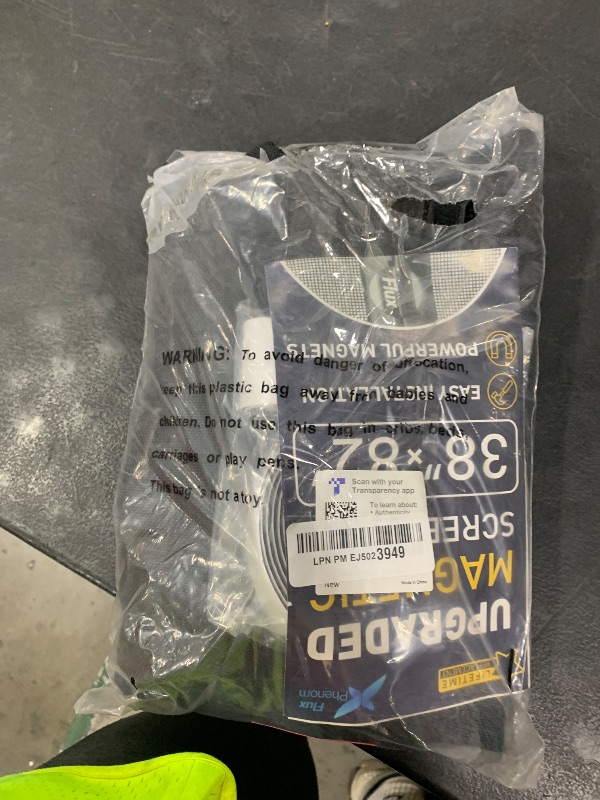 WARNING: To avoid danger of suffocation,
keep this plastic bag away from babies and
children. Do not use this bag in cribs, beds,
carriages or play pens.
This bag is not a toy.
Scan with your
Transparency app
To learn about:
• Authenticity
LPN PM EJ5023949
New
Made in China
Flux
Phenom
LIFETIME
UPGRADED
MAGNETIC
SCREE
38" × 82"
EASY INSTALLATION
POWERFUL MAGNETS
Flux